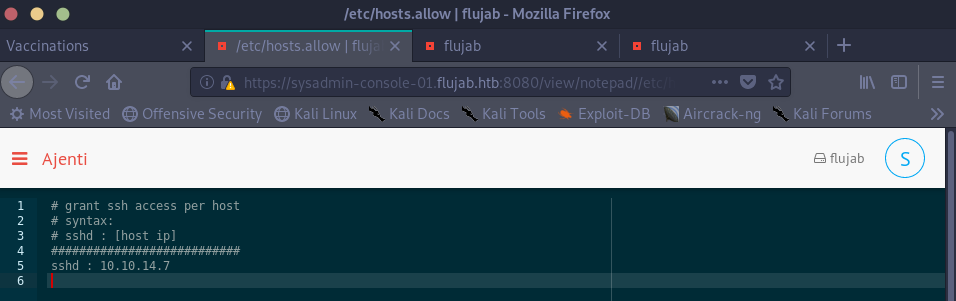 /etc/hosts.allow | flujab - Mozilla Firefox
Vaccinations
/etc/hosts.allow | fluja
flujab
flujab
https://sysadmin-console-01.flujab.htb:8080/view/notepad//etc/
Most Visited
Offensive Security
Kali Linux
Kali Docs
Kali Tools
Exploit-DB
Aircrack-ng
Kali Forums
Ajenti
flujab
S
1 # grant ssh access per host
2 # syntax:
3 # sshd : [host ip]
4 ###########################
5 sshd : 10.10.14.7
6